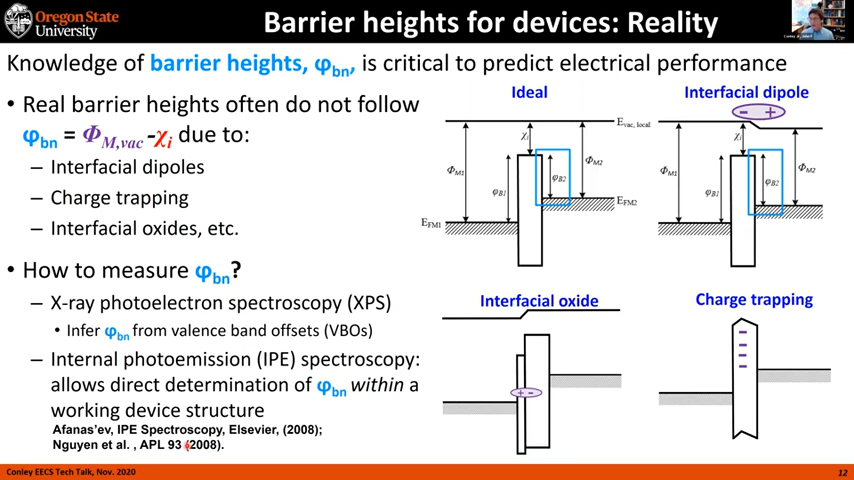 Oregon State
University
Barrier heights for devices: Reality
Knowledge of barrier heights, φbn, is critical to predict electrical performance
• Real barrier heights often do not follow
φbn = ΦM,vac -χi due to:
– Interfacial dipoles
– Charge trapping
– Interfacial oxides, etc.
• How to measure φbn?
– X-ray photoelectron spectroscopy (XPS)
• Infer φbn from valence band offsets (VBOs)
– Internal photoemission (IPE) spectroscopy:
allows direct determination of φbn within a
working device structure
Afanas'ev, IPE Spectroscopy, Elsevier, (2008);
Nguyen et al. , APL 93 (2008).
Ideal
Evac, local
χi
ΦM1
φB1
φB2
ΦM2
EFM1
EFM2
Interfacial dipole
- +
χi
ΦM1
φB1
φB2
ΦM2
Interfacial oxide
+ -
Charge trapping
-
-
-
-
Conley EECS Tech Talk, Nov. 2020
12